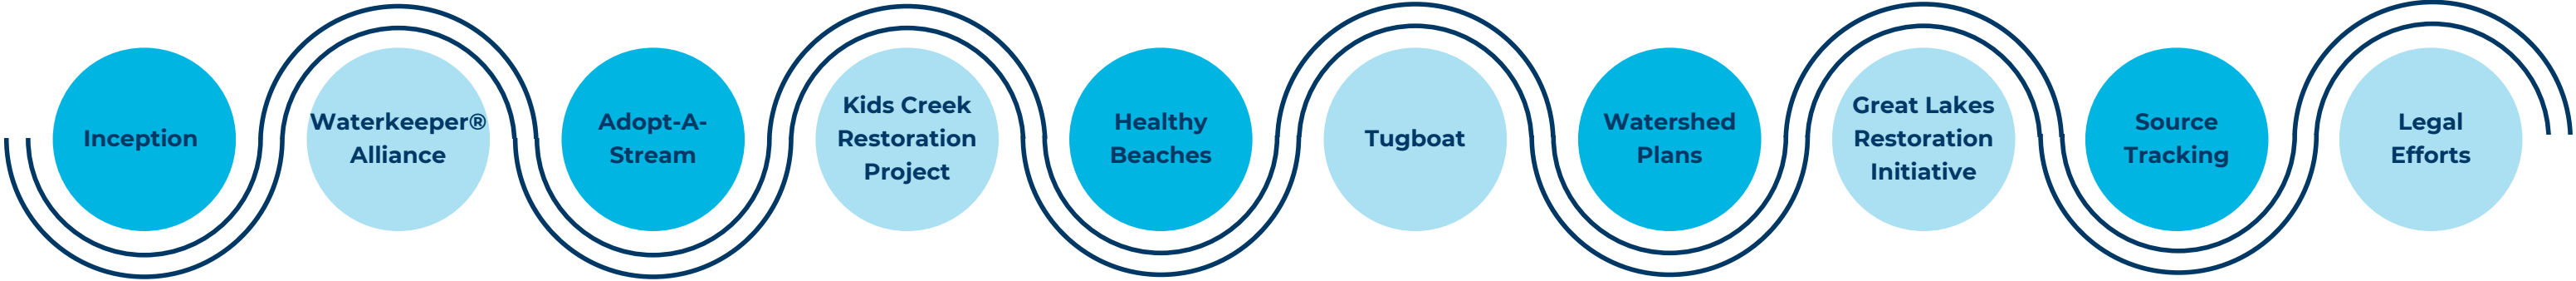 Inception
Waterkeeper®
Alliance
Adopt-A-
Stream
Kids Creek
Restoration
Project
Healthy
Beaches
Tugboat
Watershed
Plans
Great Lakes
Restoration
Initiative
Source
Tracking
Legal
Efforts